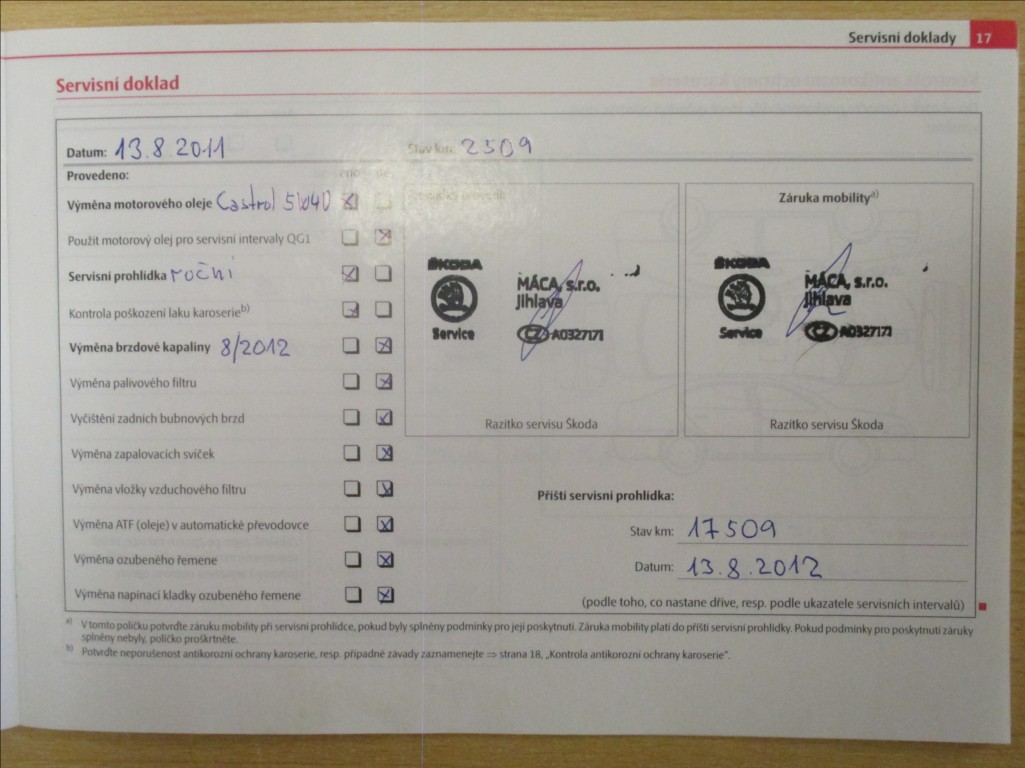 Servisní doklady 17
Servisní doklad
Datum: 13.8.2011 Stav km: 2509
Provedeno: ano ne
Výměna motorového oleje Castrol 5W40
Použit motorový olej pro servisní intervaly QG1
Servisní prohlídka roční
Kontrola poškození laku karoserie b)
Výměna brzdové kapaliny 8/2012
Výměna palivového filtru
Vyčištění zadních bubnových brzd
Výměna zapalovacích svíček
Výměna vložky vzduchového filtru
Výměna ATF (oleje) v automatické převodovce
Výměna ozubeného řemene
Výměna napínací kladky ozubeného řemene
ŠKODA
Service
MÁCA, s.r.o.
Jihlava
CZ A0327171
Razítko servisu Škoda
Záruka mobility a)
ŠKODA
Service
MÁCA, s.r.o.
Jihlava
CZ A0327171
Razítko servisu Škoda
Příští servisní prohlídka:
Stav km: 17509
Datum: 13.8.2012
(podle toho, co nastane dříve, resp. podle ukazatele servisních intervalů)
a) V tomto políčku potvrďte záruku mobility při servisní prohlídce, pokud byly splněny podmínky pro její poskytnutí. Záruka mobility platí do příští servisní prohlídky. Pokud podmínky pro poskytnutí záruky
splněny nebyly, políčko proškrtněte.
b) Potvrďte neporušenost antikorozní ochrany karoserie, resp. případné závady zaznamenejte ⇒ strana 18, „Kontrola antikorozní ochrany karoserie".